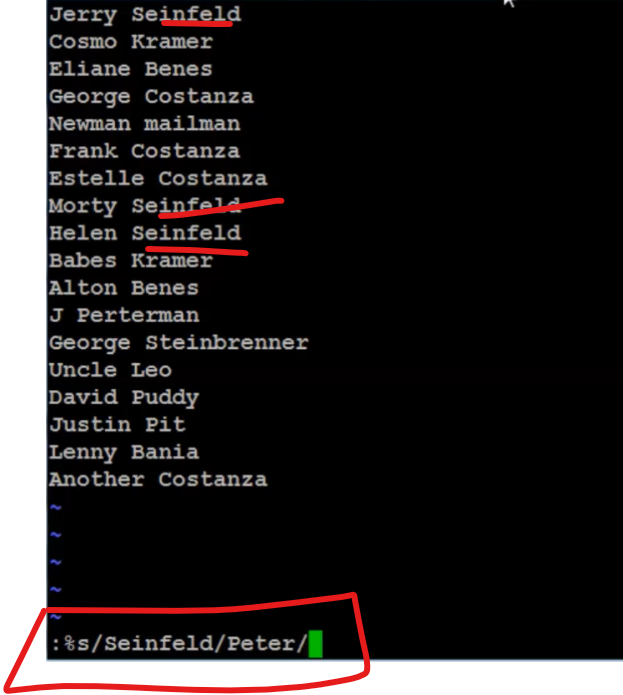 Jerry Seinfeld
Cosmo Kramer
Eliane Benes
George Costanza
Newman mailman
Frank Costanza
Estelle Costanza
Morty Seinfeld
Helen Seinfeld
Babes Kramer
Alton Benes
J Perterman
George Steinbrenner
Uncle Leo
David Puddy
Justin Pit
Lenny Bania
Another Costanza
~
~
~
~
~
:%s/Seinfeld/Peter/